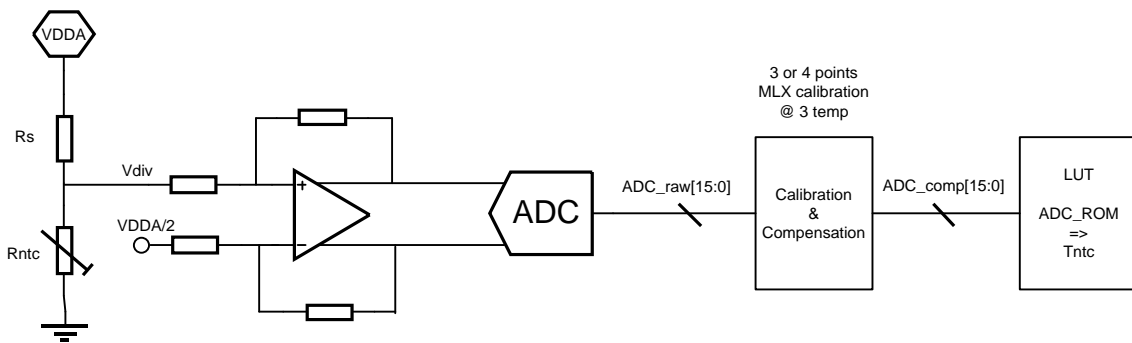 VDDA
Rs
Vdiv
VDDA/2
Rntc
+
−
ADC
ADC_raw[15:0]
3 or 4 points
MLX calibration
@ 3 temp
Calibration
&
Compensation
ADC_comp[15:0]
LUT
ADC_ROM
=>
Tntc